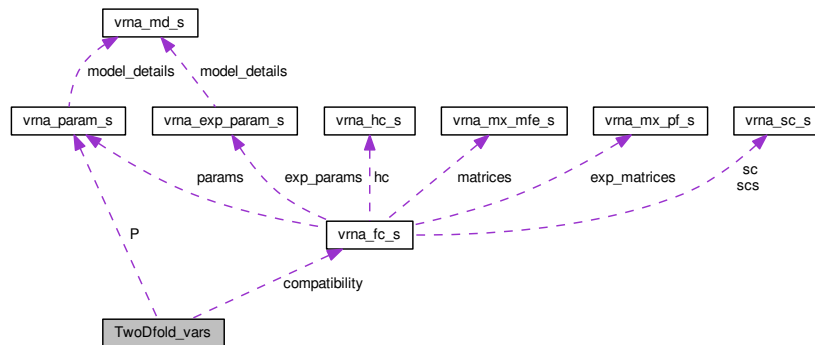 vrna_md_s
model_details
model_details
vrna_param_s
vrna_exp_param_s
vrna_hc_s
vrna_mx_mfe_s
vrna_mx_pf_s
vrna_sc_s
params
exp_params
hc
matrices
exp_matrices
sc
scs
P
vrna_fc_s
compatibility
TwoDfold_vars